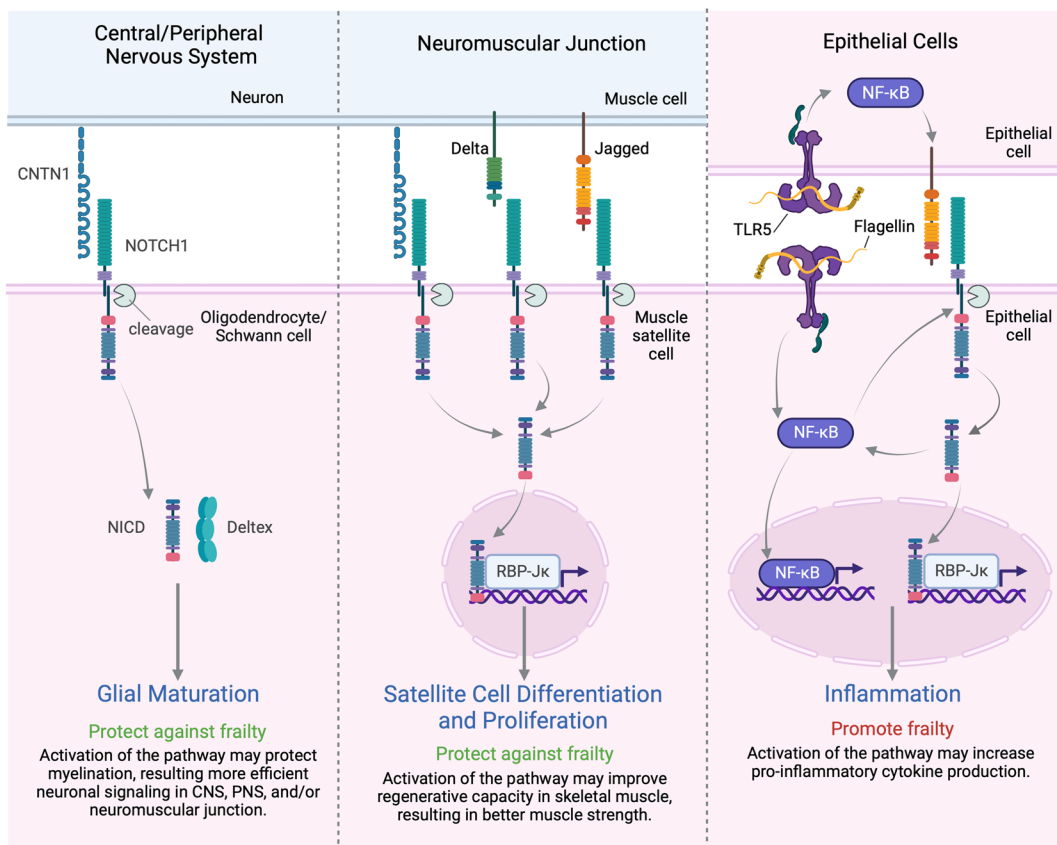 Central/Peripheral
Nervous System
Neuron
CNTN1
NOTCH1
cleavage
Oligodendrocyte/
Schwann cell
NICD
Deltex
Glial Maturation
Protect against frailty
Activation of the pathway may protect
myelination, resulting more efficient
neuronal signaling in CNS, PNS, and/or
neuromuscular junction.
Neuromuscular Junction
Muscle cell
Delta
Jagged
Muscle
satellite
cell
RBP-Jκ
Satellite Cell Differentiation
and Proliferation
Protect against frailty
Activation of the pathway may improve
regenerative capacity in skeletal muscle,
resulting in better muscle strength.
Epithelial Cells
NF-κB
Epithelial
cell
TLR5
Flagellin
Epithelial
cell
NF-κB
NF-κB
RBP-Jκ
Inflammation
Promote frailty
Activation of the pathway may increase
pro-inflammatory cytokine production.